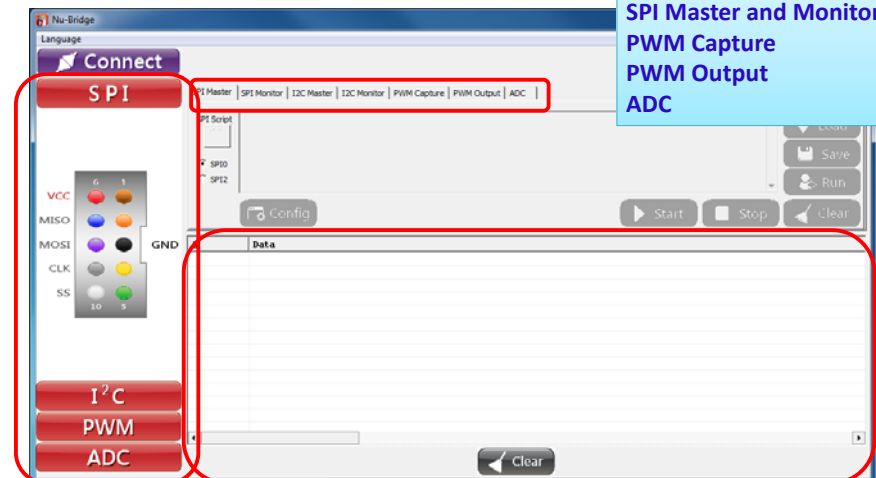 Nu-Bridge
Language
SPI Master and Monitor
PWM Capture
PWM Output
ADC
Connect
SPI
SPI Master SPI Monitor I2C Master I2C Monitor PWM Capture PWM Output ADC
SPI Script
SPI0
SPI2
Load
Save
Run
Config
Start Stop Clear
6 1
VCC
MISO
MOSI GND
CLK
SS
10 5
Data
I²C
PWM
ADC
Clear